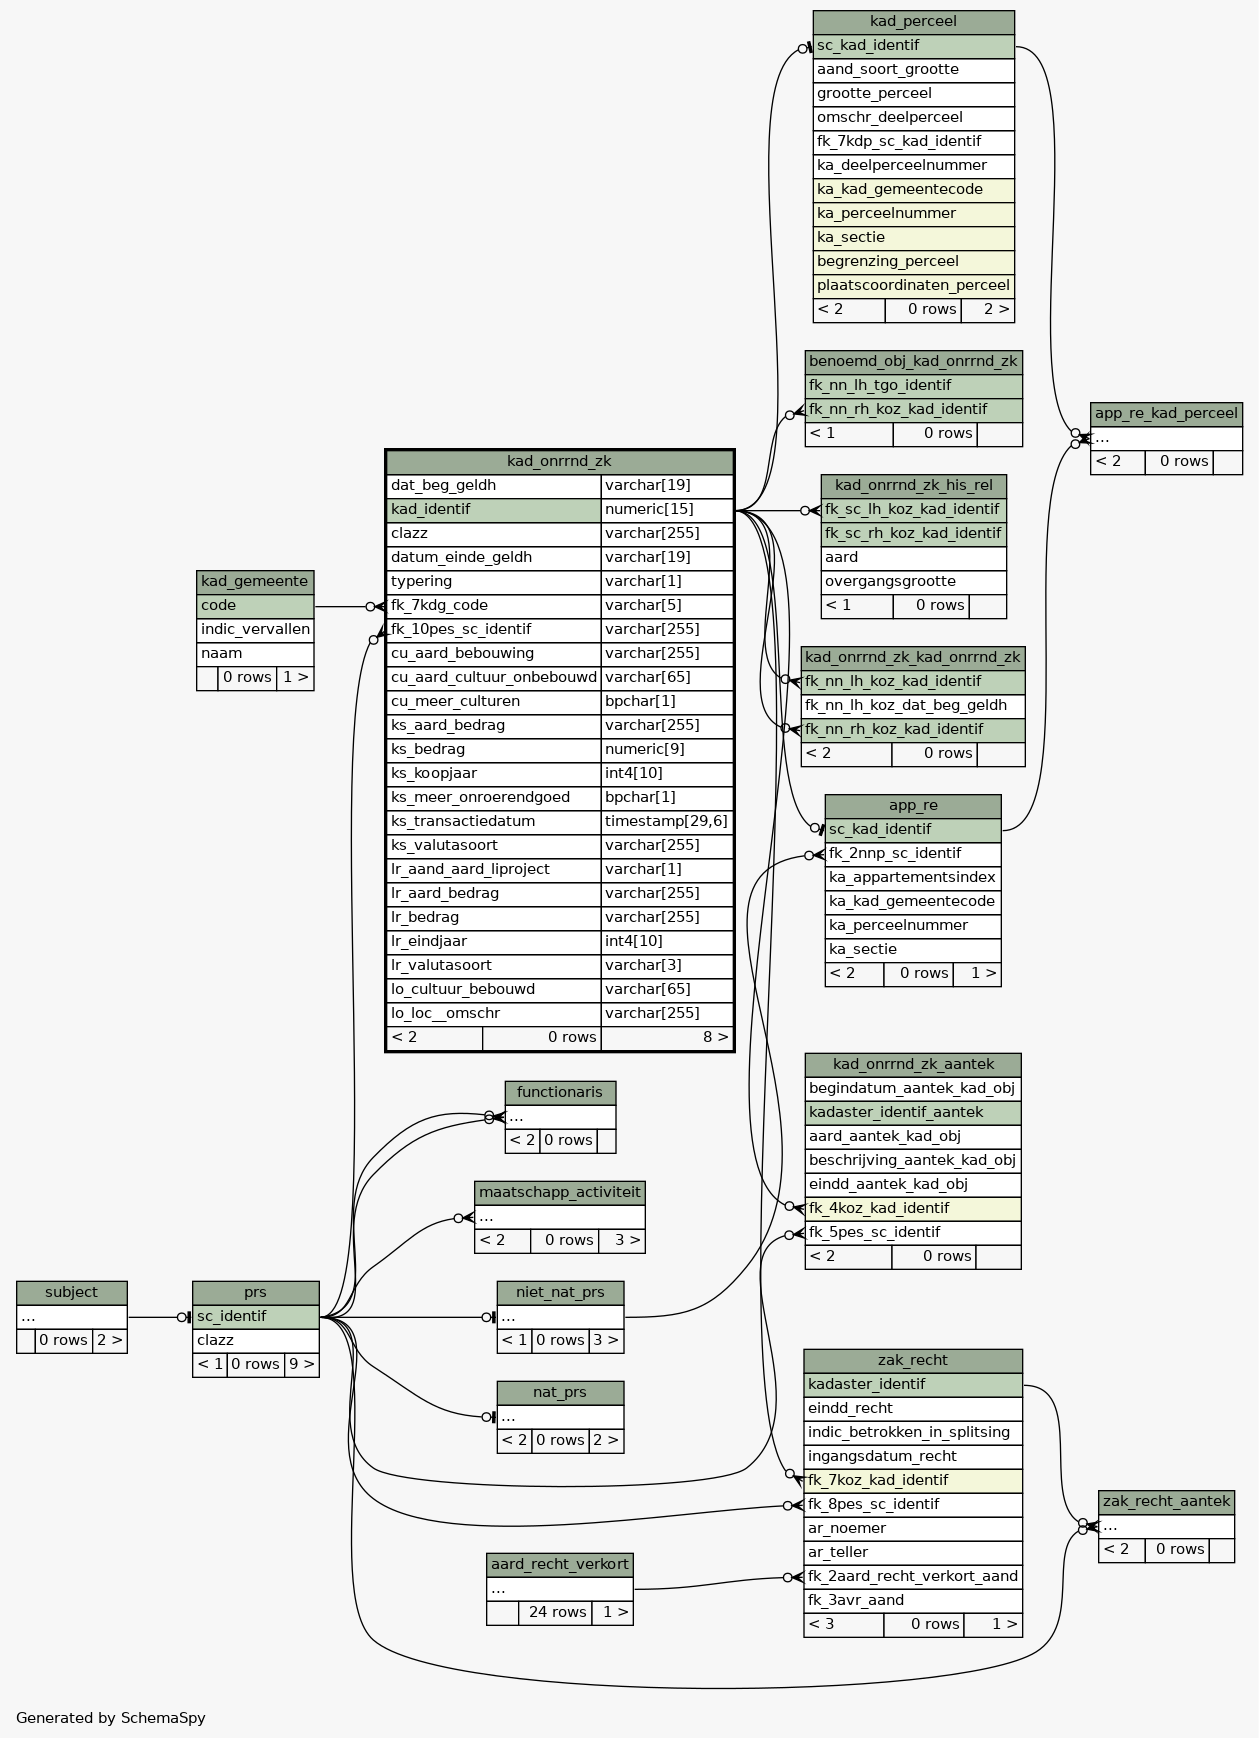 kad_perceel
sc_kad_identif
aand_soort_grootte
grootte_perceel
omschr_deelperceel
fk_7kdp_sc_kad_identif
ka_deelperceelnummer
ka_kad_gemeentecode
ka_perceelnummer
ka_sectie
begrenzing_perceel
plaatscoordinaten_perceel
< 2 0 rows 2 >
benoemd_obj_kad_onrrnd_zk
fk_nn_lh_tgo_identif
fk_nn_rh_koz_kad_identif
< 1 0 rows
app_re_kad_perceel
...
< 2 0 rows
kad_onrrnd_zk
dat_beg_geldh varchar[19]
kad_identif numeric[15]
clazz varchar[255]
datum_einde_geldh varchar[19]
typering varchar[1]
fk_7kdg_code varchar[5]
fk_10pes_sc_identif varchar[255]
cu_aard_bebouwing varchar[255]
cu_aard_cultuur_onbebouwd varchar[65]
cu_meer_culturen bpchar[1]
ks_aard_bedrag varchar[255]
ks_bedrag numeric[9]
ks_koopjaar int4[10]
ks_meer_onroerendgoed bpchar[1]
ks_transactiedatum timestamp[29,6]
ks_valutasoort varchar[255]
lr_aand_aard_liproject varchar[1]
lr_aard_bedrag varchar[255]
lr_bedrag varchar[255]
lr_eindjaar int4[10]
lr_valutasoort varchar[3]
lo_cultuur_bebouwd varchar[65]
lo_loc__omschr varchar[255]
< 2 0 rows 8 >
kad_onrrnd_zk_his_rel
fk_sc_lh_koz_kad_identif
fk_sc_rh_koz_kad_identif
aard
overgangsgrootte
< 1 0 rows
kad_gemeente
code
indic_vervallen
naam
0 rows 1 >
kad_onrrnd_zk_kad_onrrnd_zk
fk_nn_lh_koz_kad_identif
fk_nn_lh_koz_dat_beg_geldh
fk_nn_rh_koz_kad_identif
< 2 0 rows
app_re
sc_kad_identif
fk_2nnp_sc_identif
ka_appartementsindex
ka_kad_gemeentecode
ka_perceelnummer
ka_sectie
< 2 0 rows 1 >
kad_onrrnd_zk_aantek
begindatum_aantek_kad_obj
kadaster_identif_aantek
aard_aantek_kad_obj
beschrijving_aantek_kad_obj
eindd_aantek_kad_obj
fk_4koz_kad_identif
fk_5pes_sc_identif
< 2 0 rows
functionaris
...
< 2 0 rows
maatschapp_activiteit
...
< 2 0 rows 3 >
subject
...
0 rows 2 >
prs
sc_identif
clazz
< 1 0 rows 9 >
niet_nat_prs
...
< 1 0 rows 3 >
nat_prs
...
< 2 0 rows 2 >
zak_recht
kadaster_identif
eindd_recht
indic_betrokken_in_splitsing
ingangsdatum_recht
fk_7koz_kad_identif
fk_8pes_sc_identif
ar_noemer
ar_teller
fk_2aard_recht_verkort_aand
fk_3avr_aand
< 3 0 rows 1 >
zak_recht_aantek
...
< 2 0 rows
aard_recht_verkort
...
24 rows 1 >
Generated by SchemaSpy